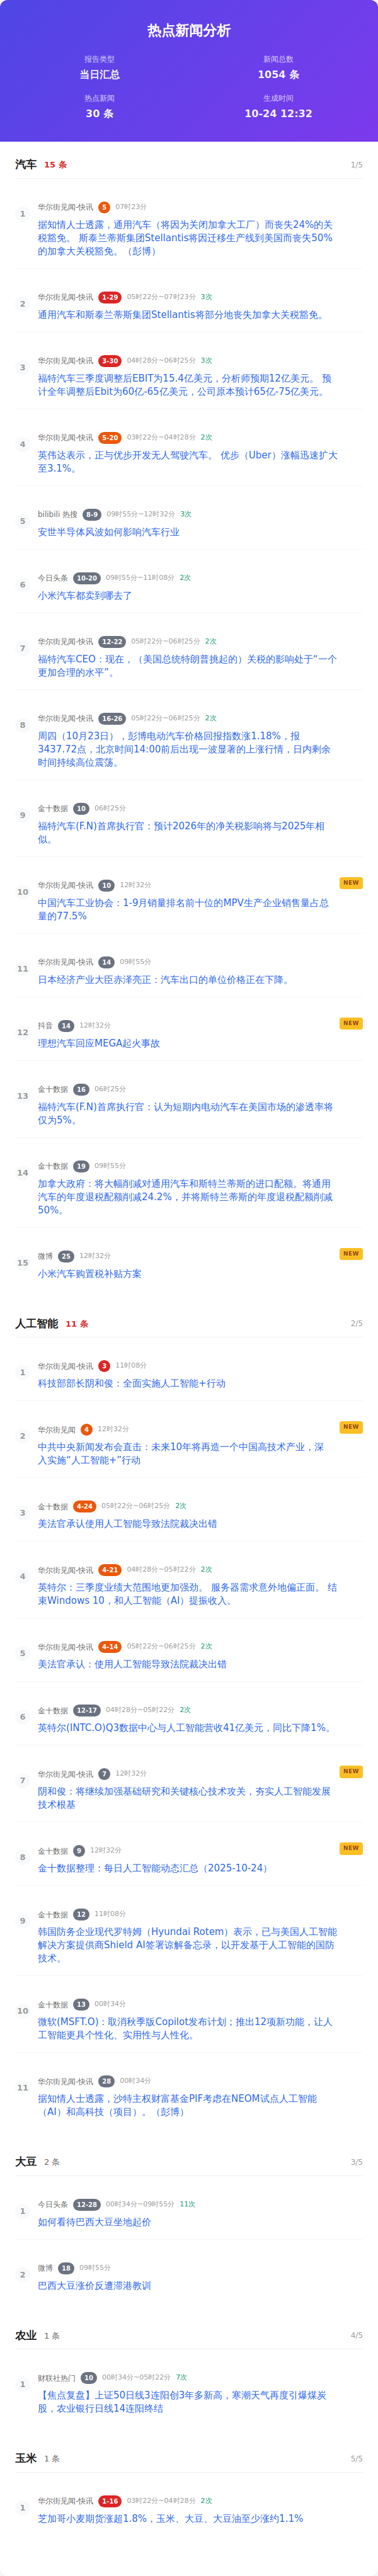 热点新闻分析
报告类型 新闻总数
当日汇总 1054 条
热点新闻 生成时间
30 条 10-24 12:32
汽车 15 条 1/5
1 华尔街见闻-快讯 5 07时23分
据知情人士透露，通用汽车（将因为关闭加拿大工厂）而丧失24%的关
税豁免。 斯泰兰蒂斯集团Stellantis将因迁移生产线到美国而丧失50%
的加拿大关税豁免。（彭博）
2 华尔街见闻-快讯 1-29 05时22分~07时23分 3次
通用汽车和斯泰兰蒂斯集团Stellantis将部分地丧失加拿大关税豁免。
3 华尔街见闻-快讯 3-30 04时28分~06时25分 3次
福特汽车三季度调整后EBIT为15.4亿美元，分析师预期12亿美元。 预
计全年调整后Ebit为60亿-65亿美元，公司原本预计65亿-75亿美元。
4 华尔街见闻-快讯 5-20 03时22分~04时28分 2次
英伟达表示，正与优步开发无人驾驶汽车。 优步（Uber）涨幅迅速扩大
至3.1%。
5 bilibili 热搜 8-9 09时55分~12时32分 3次
安世半导体风波如何影响汽车行业
6 今日头条 10-20 09时55分~11时08分 2次
小米汽车都卖到哪去了
7 华尔街见闻-快讯 12-22 05时22分~06时25分 2次
福特汽车CEO：现在，（美国总统特朗普挑起的）关税的影响处于“一个
更加合理的水平”。
8 华尔街见闻-快讯 16-26 05时22分~06时25分 2次
周四（10月23日），彭博电动汽车价格回报指数涨1.18%，报
3437.72点，北京时间14:00前后出现一波显著的上涨行情，日内剩余
时间持续高位震荡。
9 金十数据 10 06时25分
福特汽车(F.N)首席执行官：预计2026年的净关税影响将与2025年相
似。
10 华尔街见闻-快讯 10 12时32分 NEW
中国汽车工业协会：1-9月销量排名前十位的MPV生产企业销售量占总
量的77.5%
11 华尔街见闻-快讯 14 09时55分
日本经济产业大臣赤泽亮正：汽车出口的单位价格正在下降。
12 抖音 14 12时32分 NEW
理想汽车回应MEGA起火事故
13 金十数据 16 06时25分
福特汽车(F.N)首席执行官：认为短期内电动汽车在美国市场的渗透率将
仅为5%。
14 金十数据 19 09时55分
加拿大政府：将大幅削减对通用汽车和斯特兰蒂斯的进口配额。将通用
汽车的年度退税配额削减24.2%，并将斯特兰蒂斯的年度退税配额削减
50%。
15 微博 25 12时32分 NEW
小米汽车购置税补贴方案
人工智能 11 条 2/5
1 华尔街见闻-快讯 3 11时08分
科技部部长阴和俊：全面实施人工智能+行动
2 华尔街见闻 4 12时32分 NEW
中共中央新闻发布会直击：未来10年将再造一个中国高技术产业，深
入实施“人工智能+”行动
3 金十数据 4-24 05时22分~06时25分 2次
美法官承认使用人工智能导致法院裁决出错
4 华尔街见闻-快讯 4-21 04时28分~05时22分 2次
英特尔：三季度业绩大范围地更加强劲。 服务器需求意外地偏正面。 结
束Windows 10，和人工智能（AI）提振收入。
5 华尔街见闻-快讯 4-14 05时22分~06时25分 2次
美法官承认：使用人工智能导致法院裁决出错
6 金十数据 12-17 04时28分~05时22分 2次
英特尔(INTC.O)Q3数据中心与人工智能营收41亿美元，同比下降1%。
7 华尔街见闻-快讯 7 12时32分 NEW
阴和俊：将继续加强基础研究和关键核心技术攻关，夯实人工智能发展
技术根基
8 金十数据 9 12时32分 NEW
金十数据整理：每日人工智能动态汇总（2025-10-24）
9 金十数据 12 11时08分
韩国防务企业现代罗特姆（Hyundai Rotem）表示，已与美国人工智能
解决方案提供商Shield AI签署谅解备忘录，以开发基于人工智能的国防
技术。
10 金十数据 13 00时34分
微软(MSFT.O)：取消秋季版Copilot发布计划；推出12项新功能，让人
工智能更具个性化、实用性与人性化。
11 华尔街见闻-快讯 28 00时34分
据知情人士透露，沙特主权财富基金PIF考虑在NEOM试点人工智能
（AI）和高科技（项目）。（彭博）
大豆 2 条 3/5
1 今日头条 12-28 00时34分~09时55分 11次
如何看待巴西大豆坐地起价
2 微博 18 09时55分
巴西大豆涨价反遭滞港教训
农业 1 条 4/5
1 财联社热门 10 00时34分~05时22分 7次
【焦点复盘】上证50日线3连阳创3年多新高，寒潮天气再度引爆煤炭
股，农业银行日线14连阳终结
玉米 1 条 5/5
1 华尔街见闻-快讯 1-16 03时22分~04时28分 2次
芝加哥小麦期货涨超1.8%，玉米、大豆、大豆油至少涨约1.1%